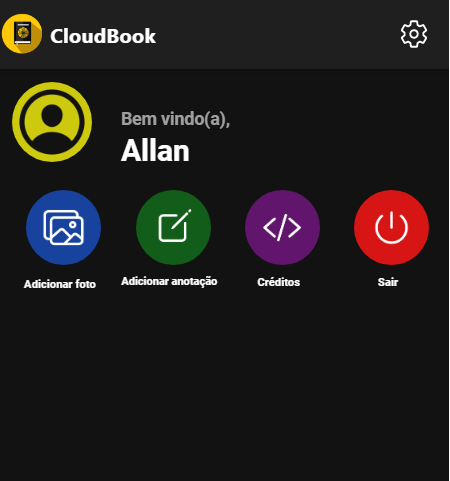 CloudBook
Bem vindo(a),
Allan
Adicionar foto
Adicionar anotação
Créditos
Sair